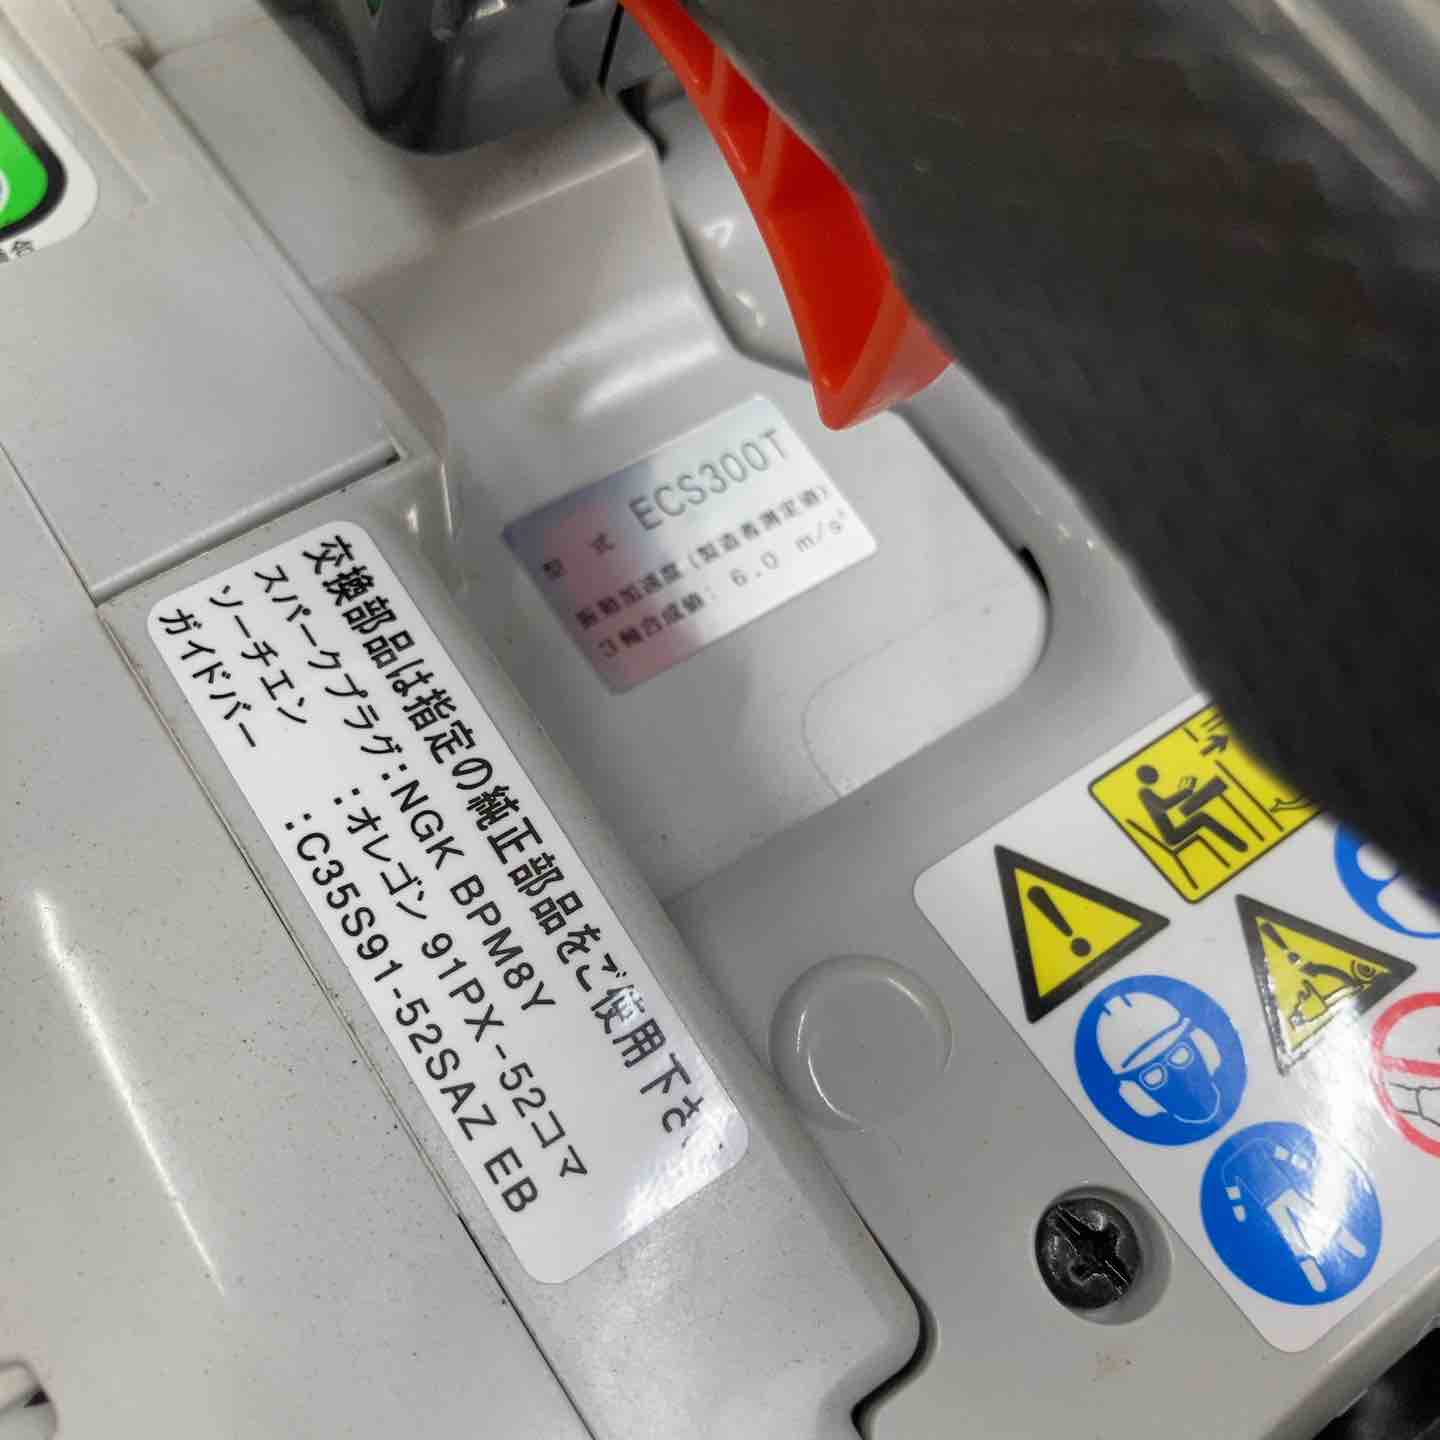 型 式 ECS300T
振動加速度(製造者測定値)
3軸合成値: 6.0 m/s²
交換部品は指定の純正部品をご使用下さい
スパークプラグ:NGK BPM8Y
ソーチエン :オレゴン 91PX-52コマ
ガイドバー :C35S91-52SAZ EB